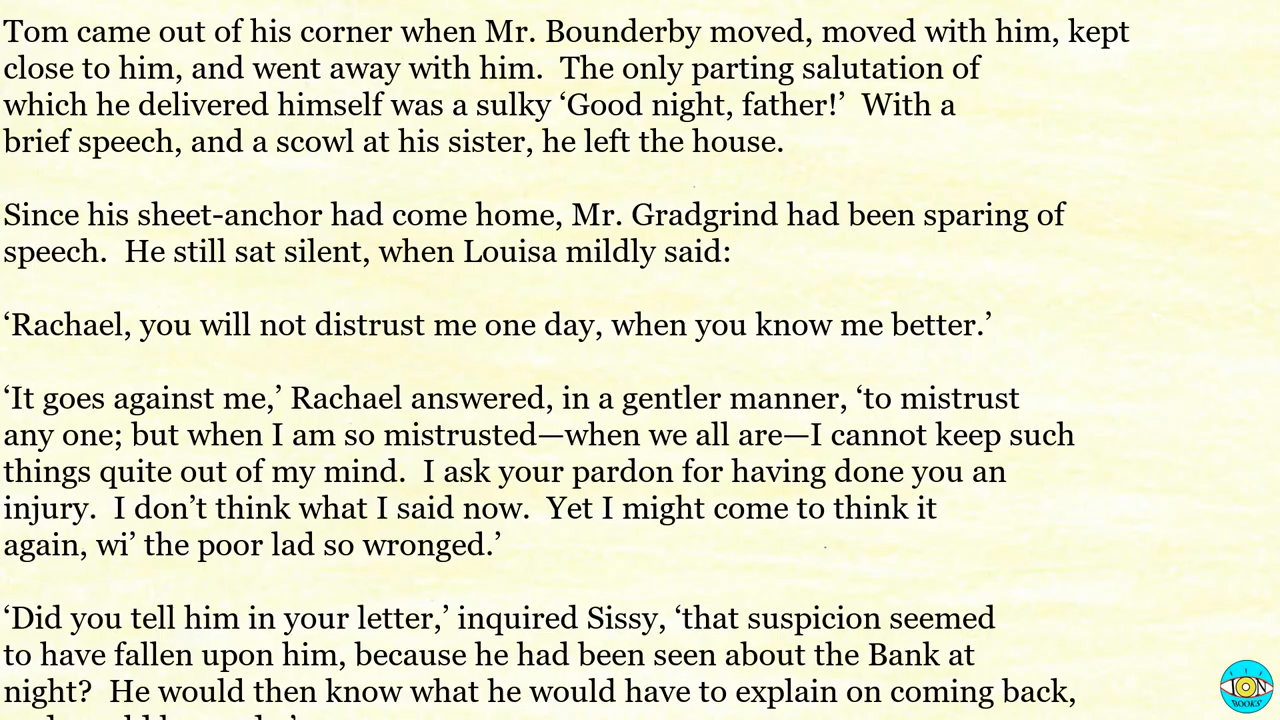 Tom came out of his corner when Mr. Bounderby moved, moved with him, kept
close to him, and went away with him.  The only parting salutation of
which he delivered himself was a sulky ‘Good night, father!’  With a
brief speech, and a scowl at his sister, he left the house.
Since his sheet-anchor had come home, Mr. Gradgrind had been sparing of
speech.  He still sat silent, when Louisa mildly said:
‘Rachael, you will not distrust me one day, when you know me better.’
‘It goes against me,’ Rachael answered, in a gentler manner, ‘to mistrust
any one; but when I am so mistrusted—when we all are—I cannot keep such
things quite out of my mind.  I ask your pardon for having done you an
injury.  I don’t think what I said now.  Yet I might come to think it
again, wi’ the poor lad so wronged.’
‘Did you tell him in your letter,’ inquired Sissy, ‘that suspicion seemed
to have fallen upon him, because he had been seen about the Bank at
night?  He would then know what he would have to explain on coming back,
ION
BOOKS